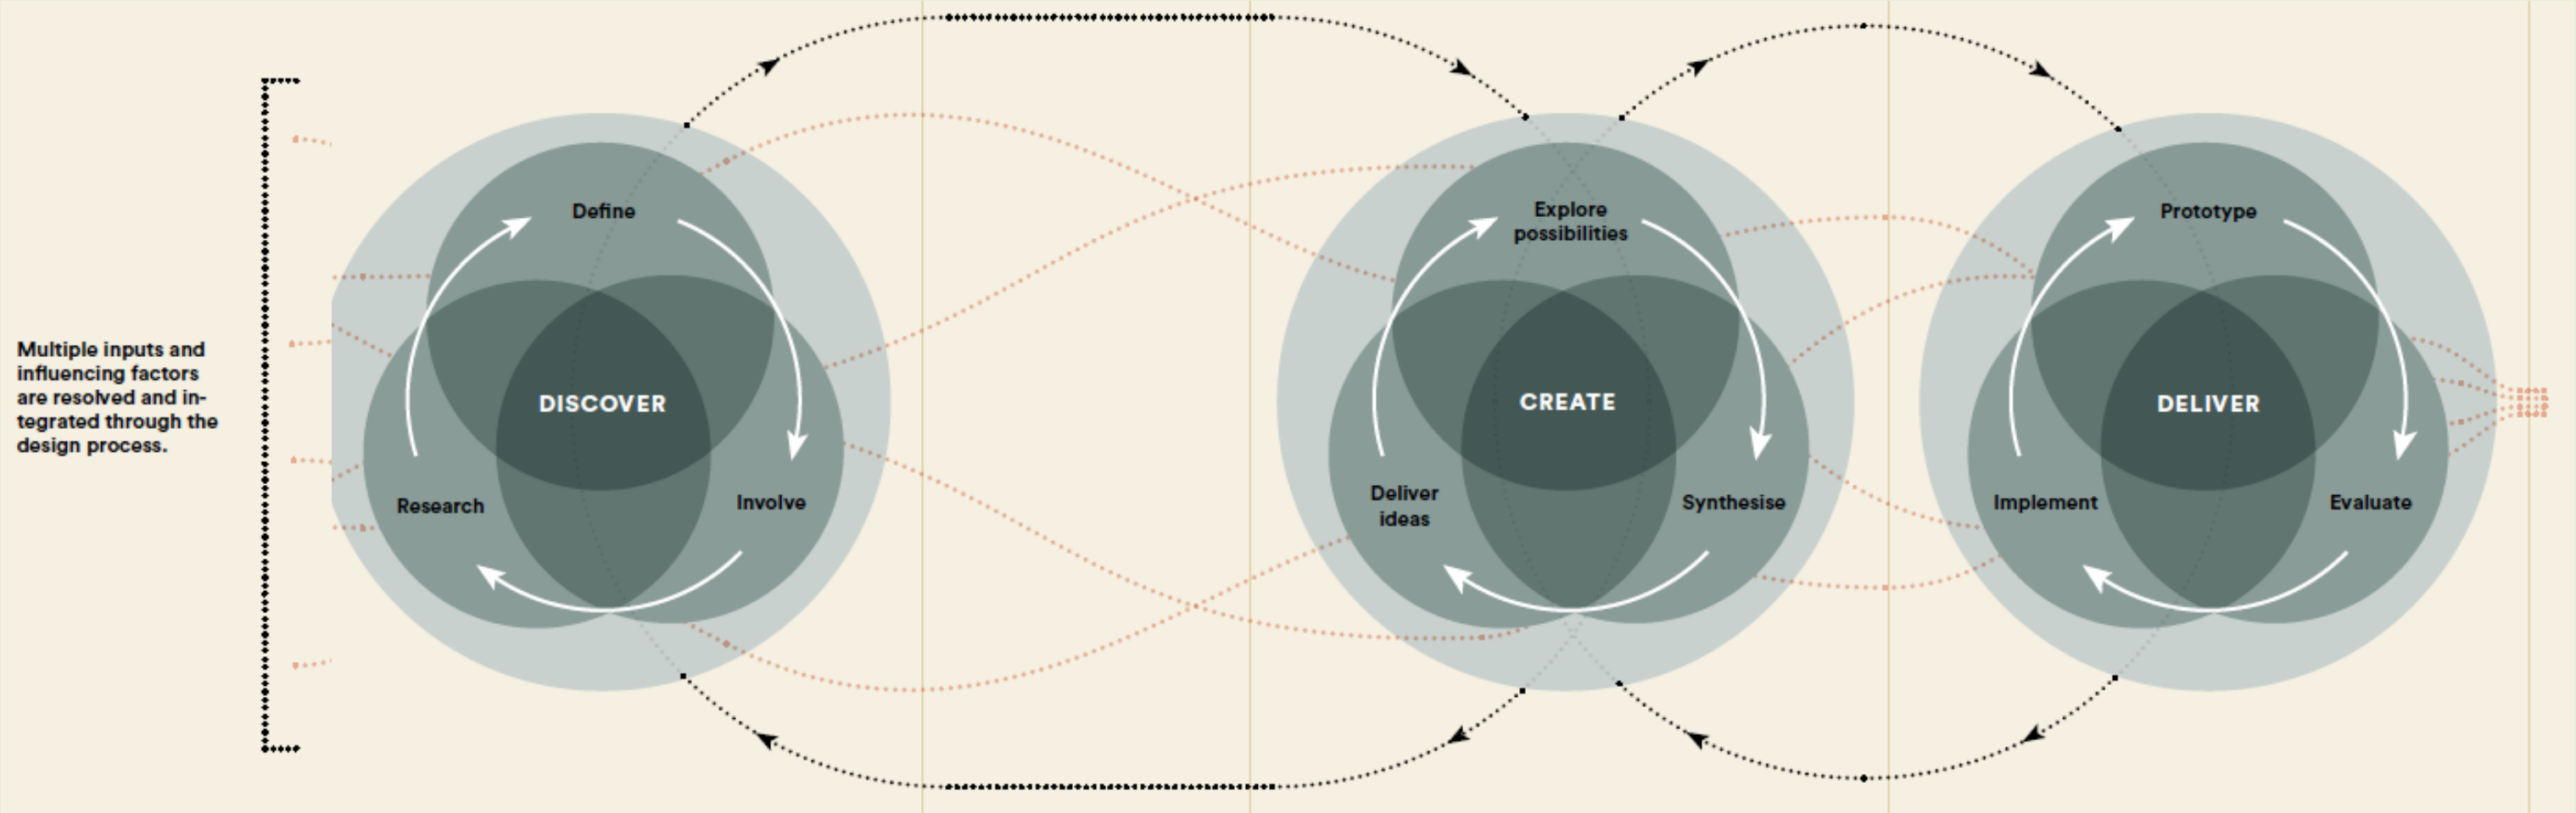 Multiple inputs and
influencing factors
are resolved and in-
tegrated through the
design process.
Define
DISCOVER
Research
Involve
Explore
possibilities
CREATE
Deliver
ideas
Synthesise
Prototype
DELIVER
Implement
Evaluate